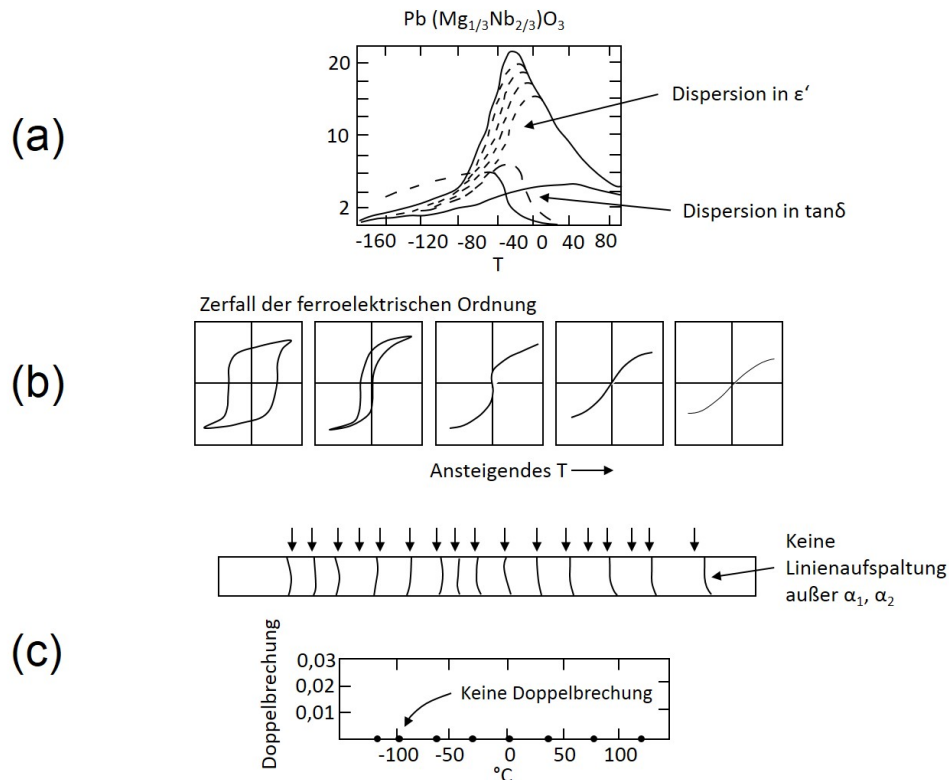 Pb (Mg1/3Nb2/3)O3
(a)
20
10
2
Dispersion in ε‘
Dispersion in tanδ
-160 -120 -80 -40 0 40 80
T
Zerfall der ferroelektrischen Ordnung
(b)
Ansteigendes T
Keine
Linienaufspaltung
außer α1, α2
(c)
Doppelbrechung
0,03
0,02
0,01
Keine Doppelbrechung
-100 -50 0 50 100
°C